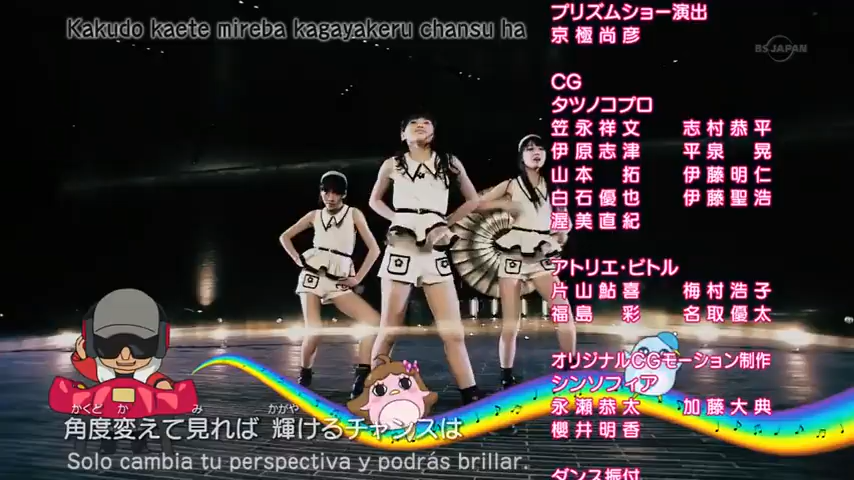 Kakudo kaete mireba kagayakeru chansu ha
BS JAPAN
プリズムショー演出
京極尚彦
CG
タツノコプロ
笠永祥文 志村恭平
伊原志津 平泉 晃
山本 拓 伊藤明仁
白石優也 伊藤聖浩
渥美直紀
アトリエ・ビトル
片山鮎喜 梅村浩子
福島 彩 名取優太
オリジナルCGモーション制作
シンソフィア
永瀬恭太 加藤大典
櫻井明香
ダンス振付
かくど か み かがや
角度変えて見れば 輝けるチャンスは
Solo cambia tu perspectiva y podrás brillar.